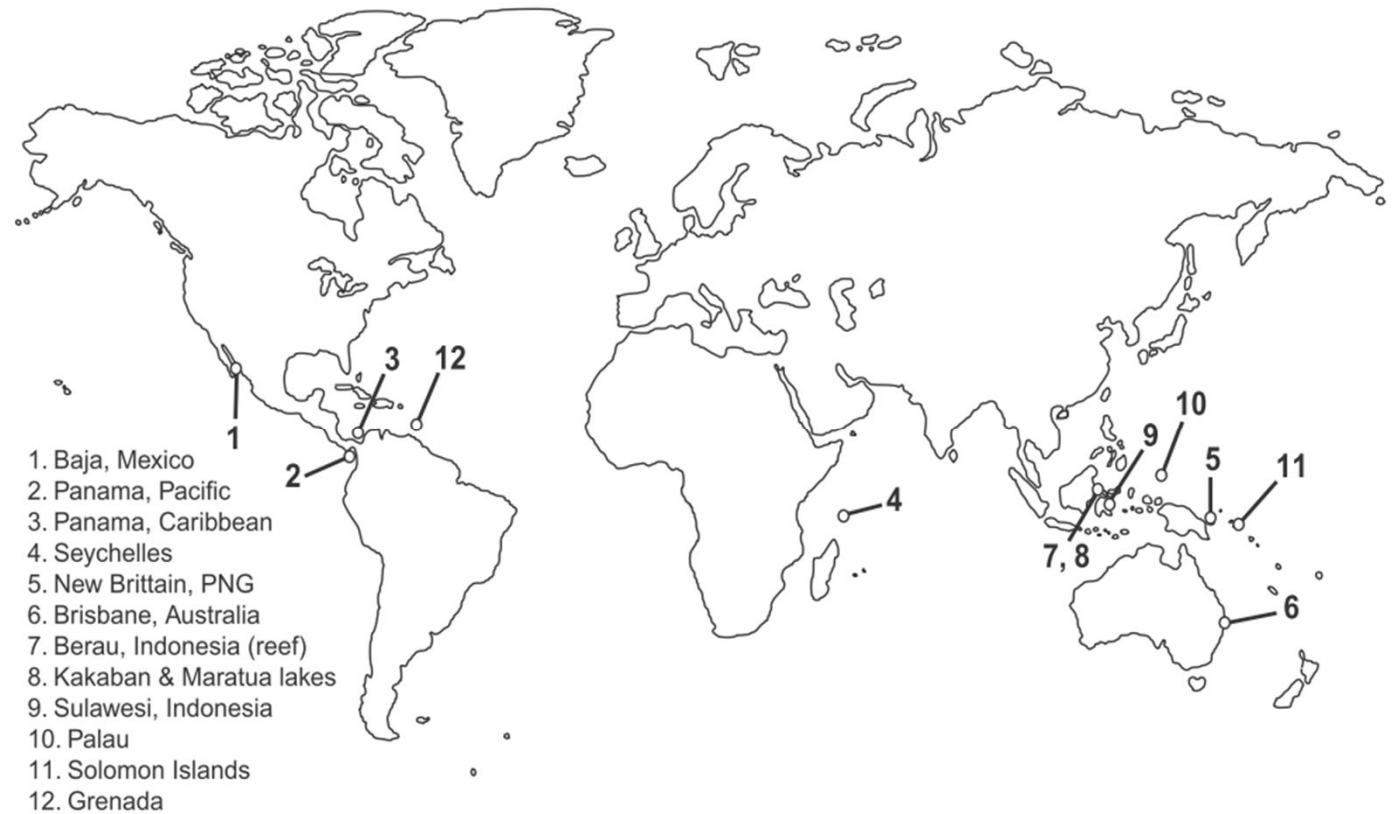 3
12
1
2
4
10
9
5
11
7, 8
6
1. Baja, Mexico
2. Panama, Pacific
3. Panama, Caribbean
4. Seychelles
5. New Brittain, PNG
6. Brisbane, Australia
7. Berau, Indonesia (reef)
8. Kakaban & Maratua lakes
9. Sulawesi, Indonesia
10. Palau
11. Solomon Islands
12. Grenada